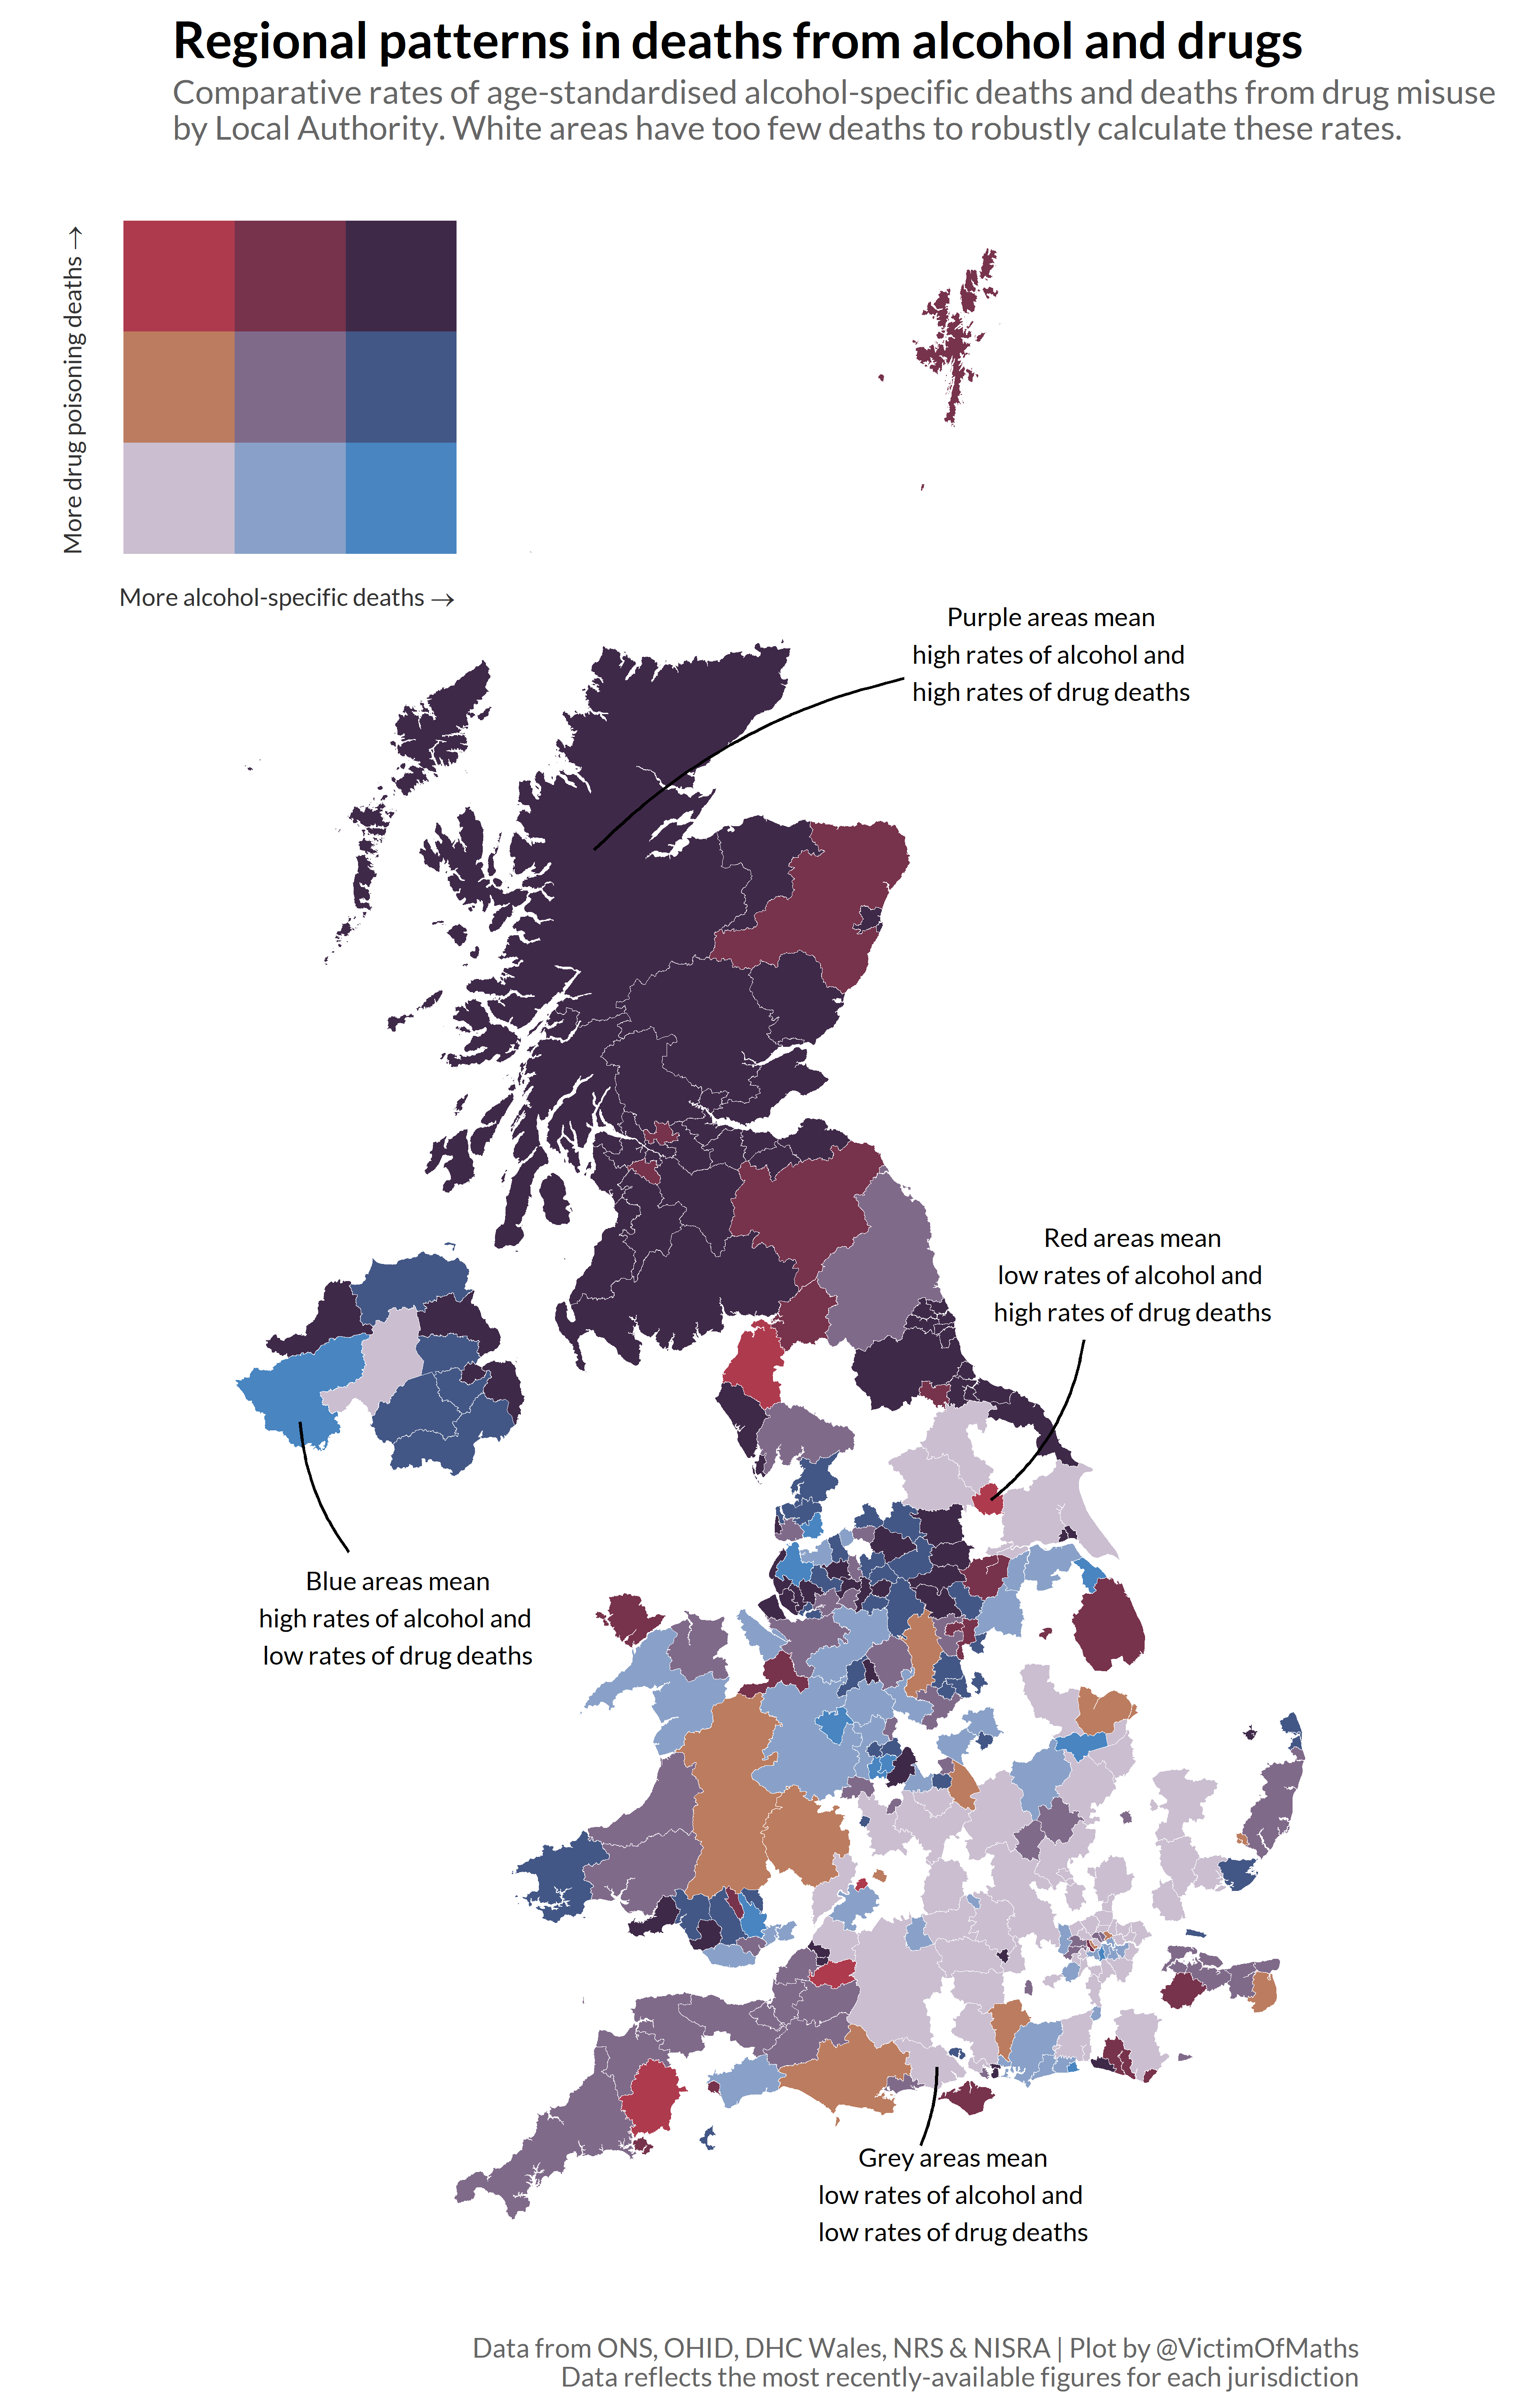 Regional patterns in deaths from alcohol and drugs
Comparative rates of age-standardised alcohol-specific deaths and deaths from drug misuse
by Local Authority. White areas have too few deaths to robustly calculate these rates.
More drug poisoning deaths →
More alcohol-specific deaths →
Purple areas mean
high rates of alcohol and
high rates of drug deaths
Red areas mean
low rates of alcohol and
high rates of drug deaths
Blue areas mean
high rates of alcohol and
low rates of drug deaths
Grey areas mean
low rates of alcohol and
low rates of drug deaths
Data from ONS, OHID, DHC Wales, NRS & NISRA | Plot by @VictimOfMaths
Data reflects the most recently-available figures for each jurisdiction